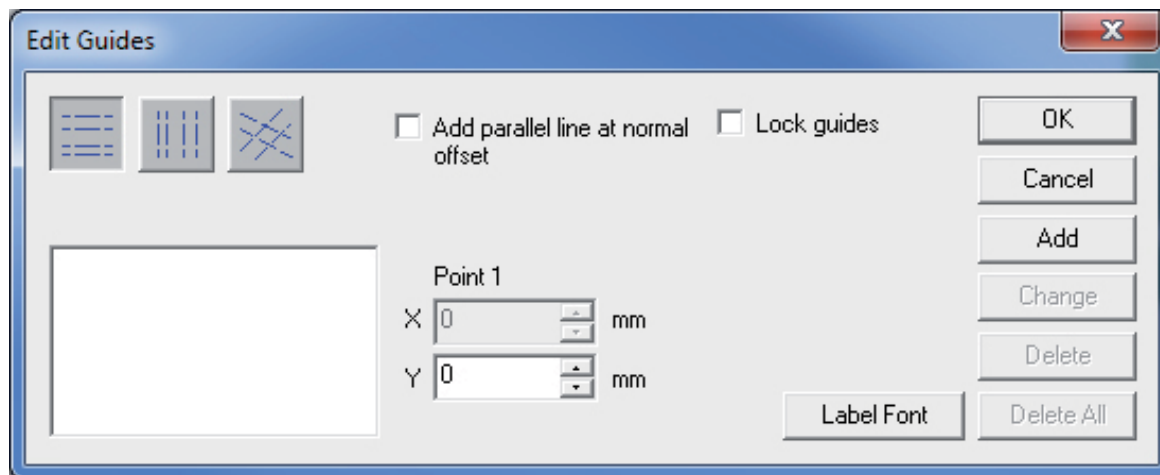 Edit Guides
Add parallel line at normal
offset
Lock guides
OK
Cancel
Add
Change
Delete
Delete All
Point 1
X 0 mm
Y 0 mm
Label Font